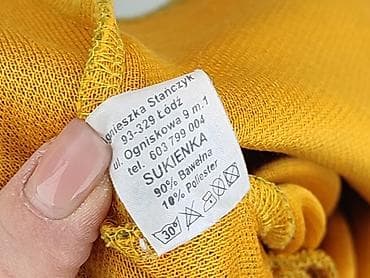 gnieszka Stańczyk
93-329 Łódź
ul. Ogniskowa 9 m.1
tel. 603 799 004
SUKIENKA
90% Bawełna
10% Poliester
30°